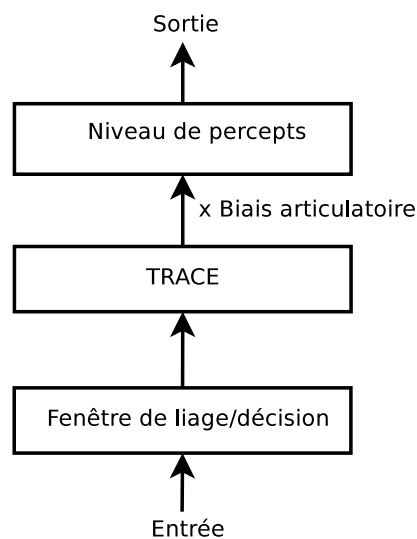 Sortie
Niveau de percepts
x Biais articulatoire
TRACE
Fenêtre de liage/décision
Entrée